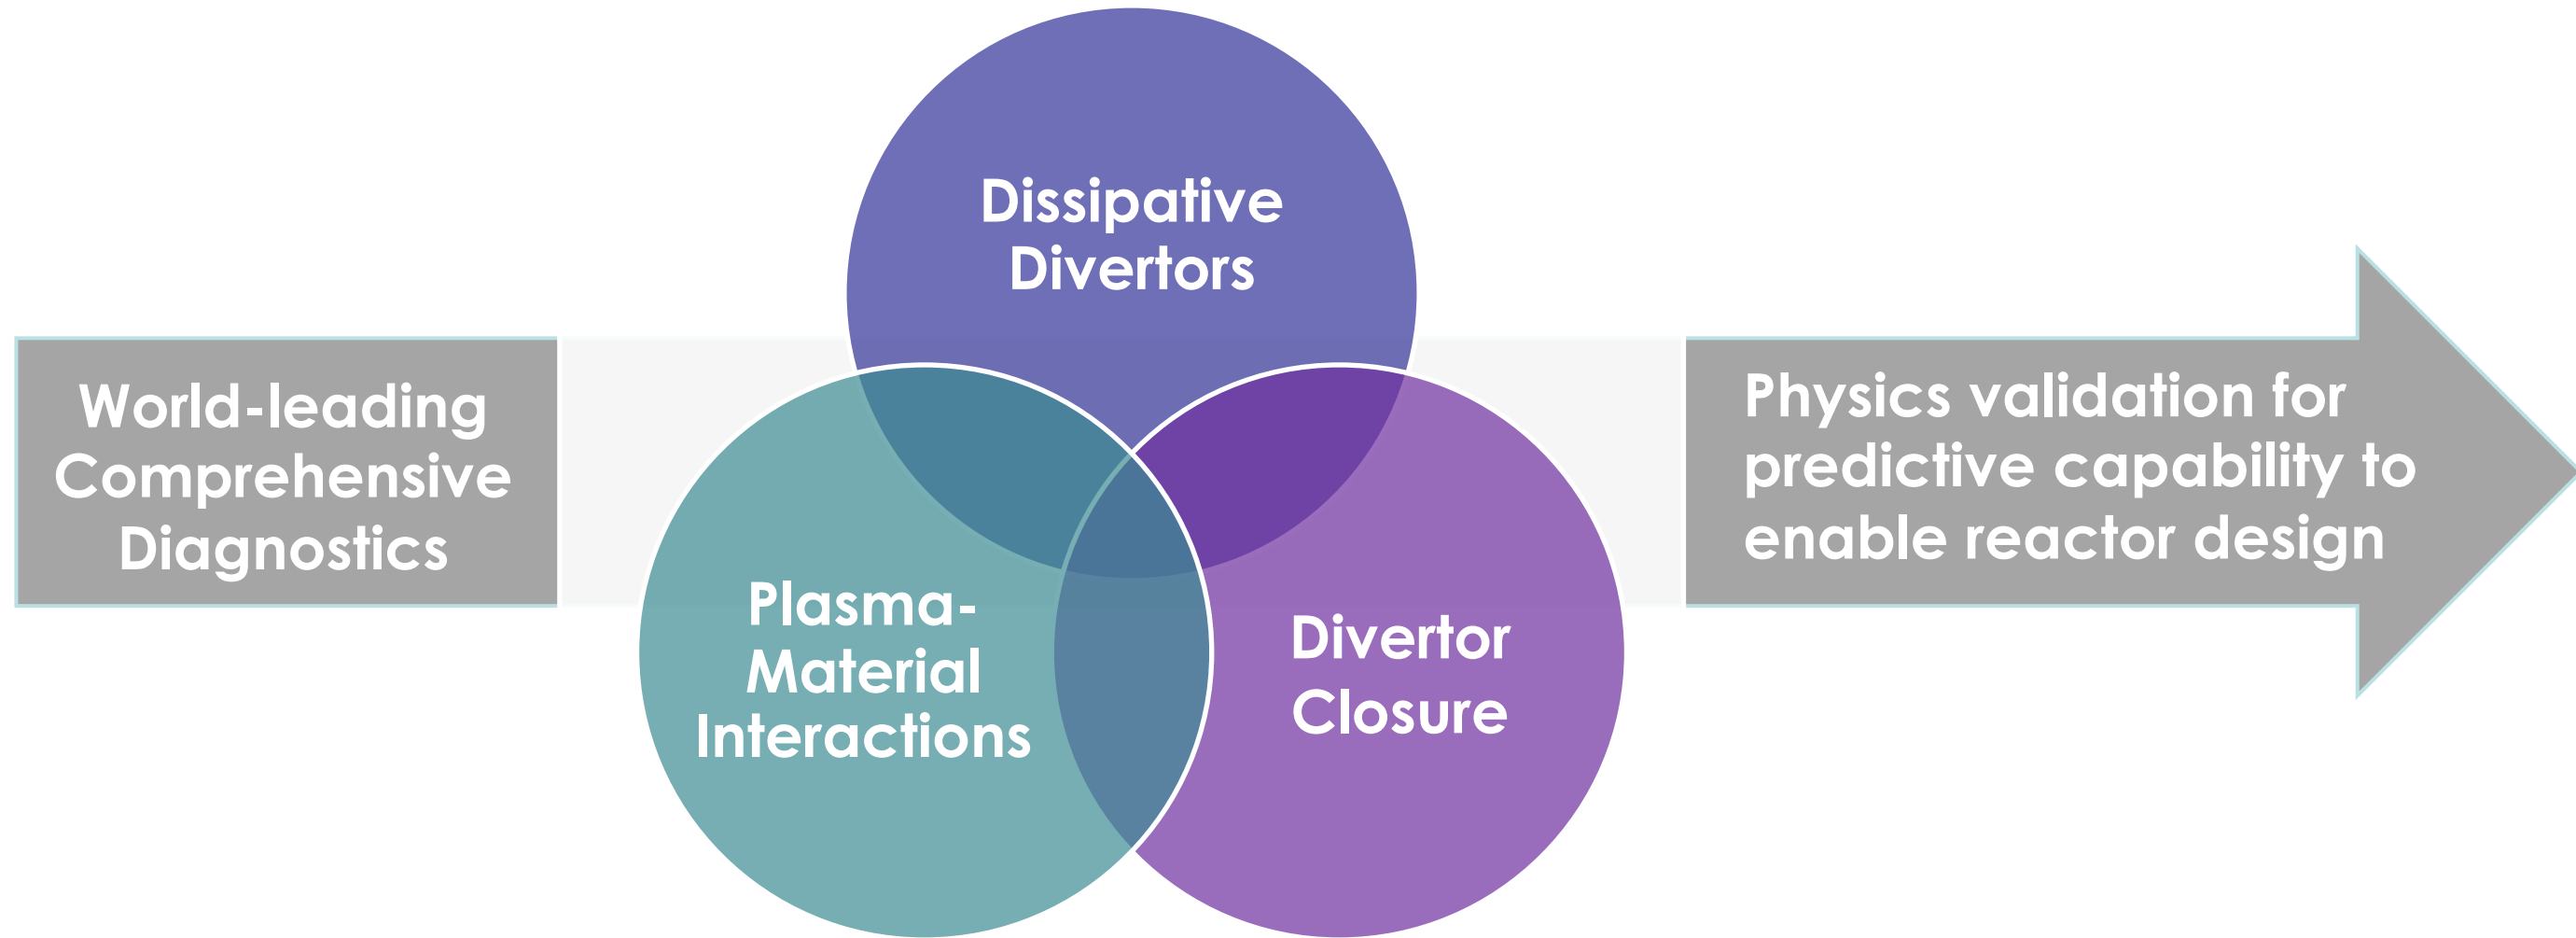 Dissipative
Divertors
World-leading
Comprehensive
Diagnostics
Plasma-
Material
Interactions
Divertor
Closure
Physics validation for
predictive capability to
enable reactor design